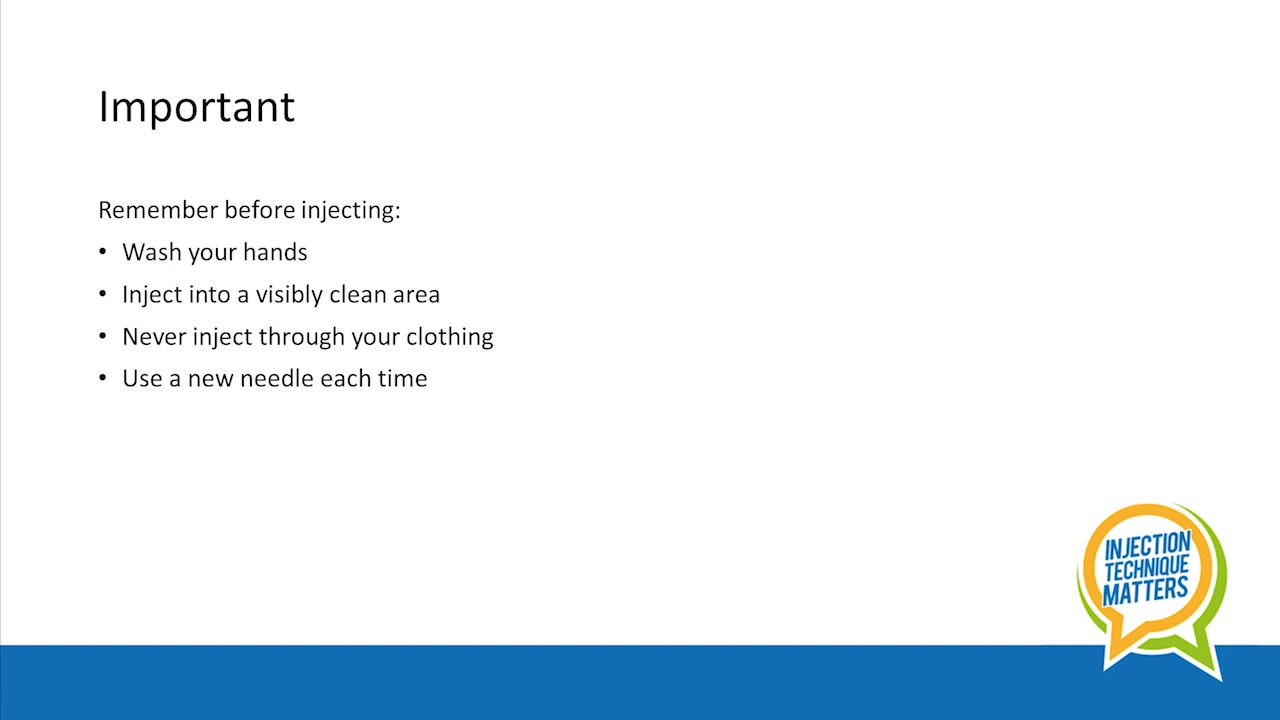 Important
Remember before injecting:
• Wash your hands
• Inject into a visibly clean area
• Never inject through your clothing
• Use a new needle each time
INJECTION
TECHNIQUE
MATTERS